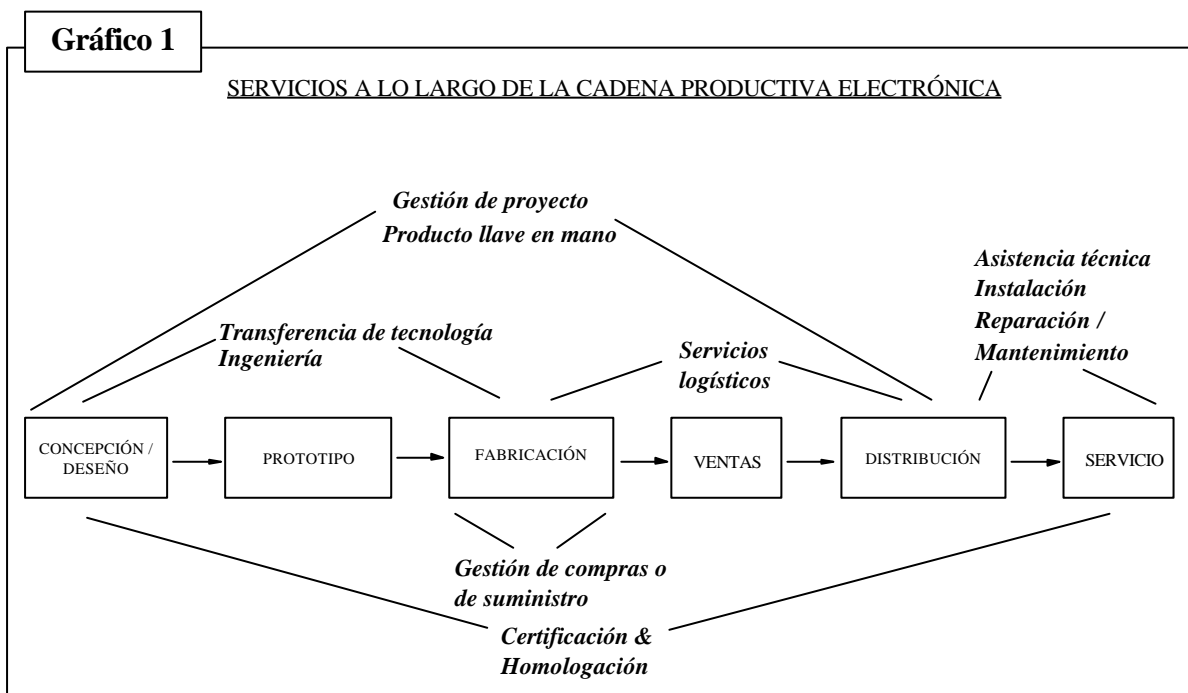 Gráfico 1
SERVICIOS A LO LARGO DE LA CADENA PRODUCTIVA ELECTRÓNICA
Gestión de proyecto
Producto llave en mano
Asistencia técnica
Instalación
Reparación /
Mantenimiento
Transferencia de tecnología
Ingeniería
Servicios
logísticos
CONCEPCIÓN /
DESEÑO
PROTOTIPO
FABRICACIÓN
VENTAS
DISTRIBUCIÓN
SERVICIO
Gestión de compras o
de suministro
Certificación &
Homologación